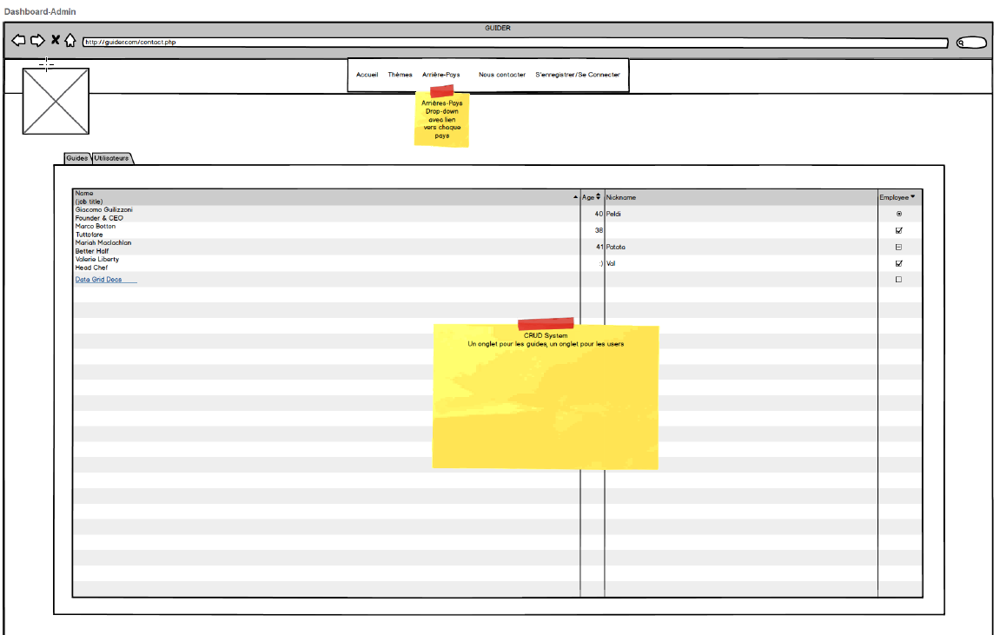 Dashboard-Admin
GUIDER
http://guider.com/contact.php
Accueil Thèmes Arrière-Pays Nous contacter S'enregistrer/Se Connecter
Arrières-Pays
Drop-down
avec lien
vers chaque
pays
Guides Utilisateurs
Name
(job title)
Age Nickname Employee
Giacomo Guilizzoni
Founder & CEO
40 Peldi
Marco Botton
Tuttofare
38
Mariah Maclachlan
Better Half
41 Patata
Valerie Liberty
Head Chef
:) Val
Data Grid Docs
CRUD System
Un onglet pour les guides, un onglet pour les users